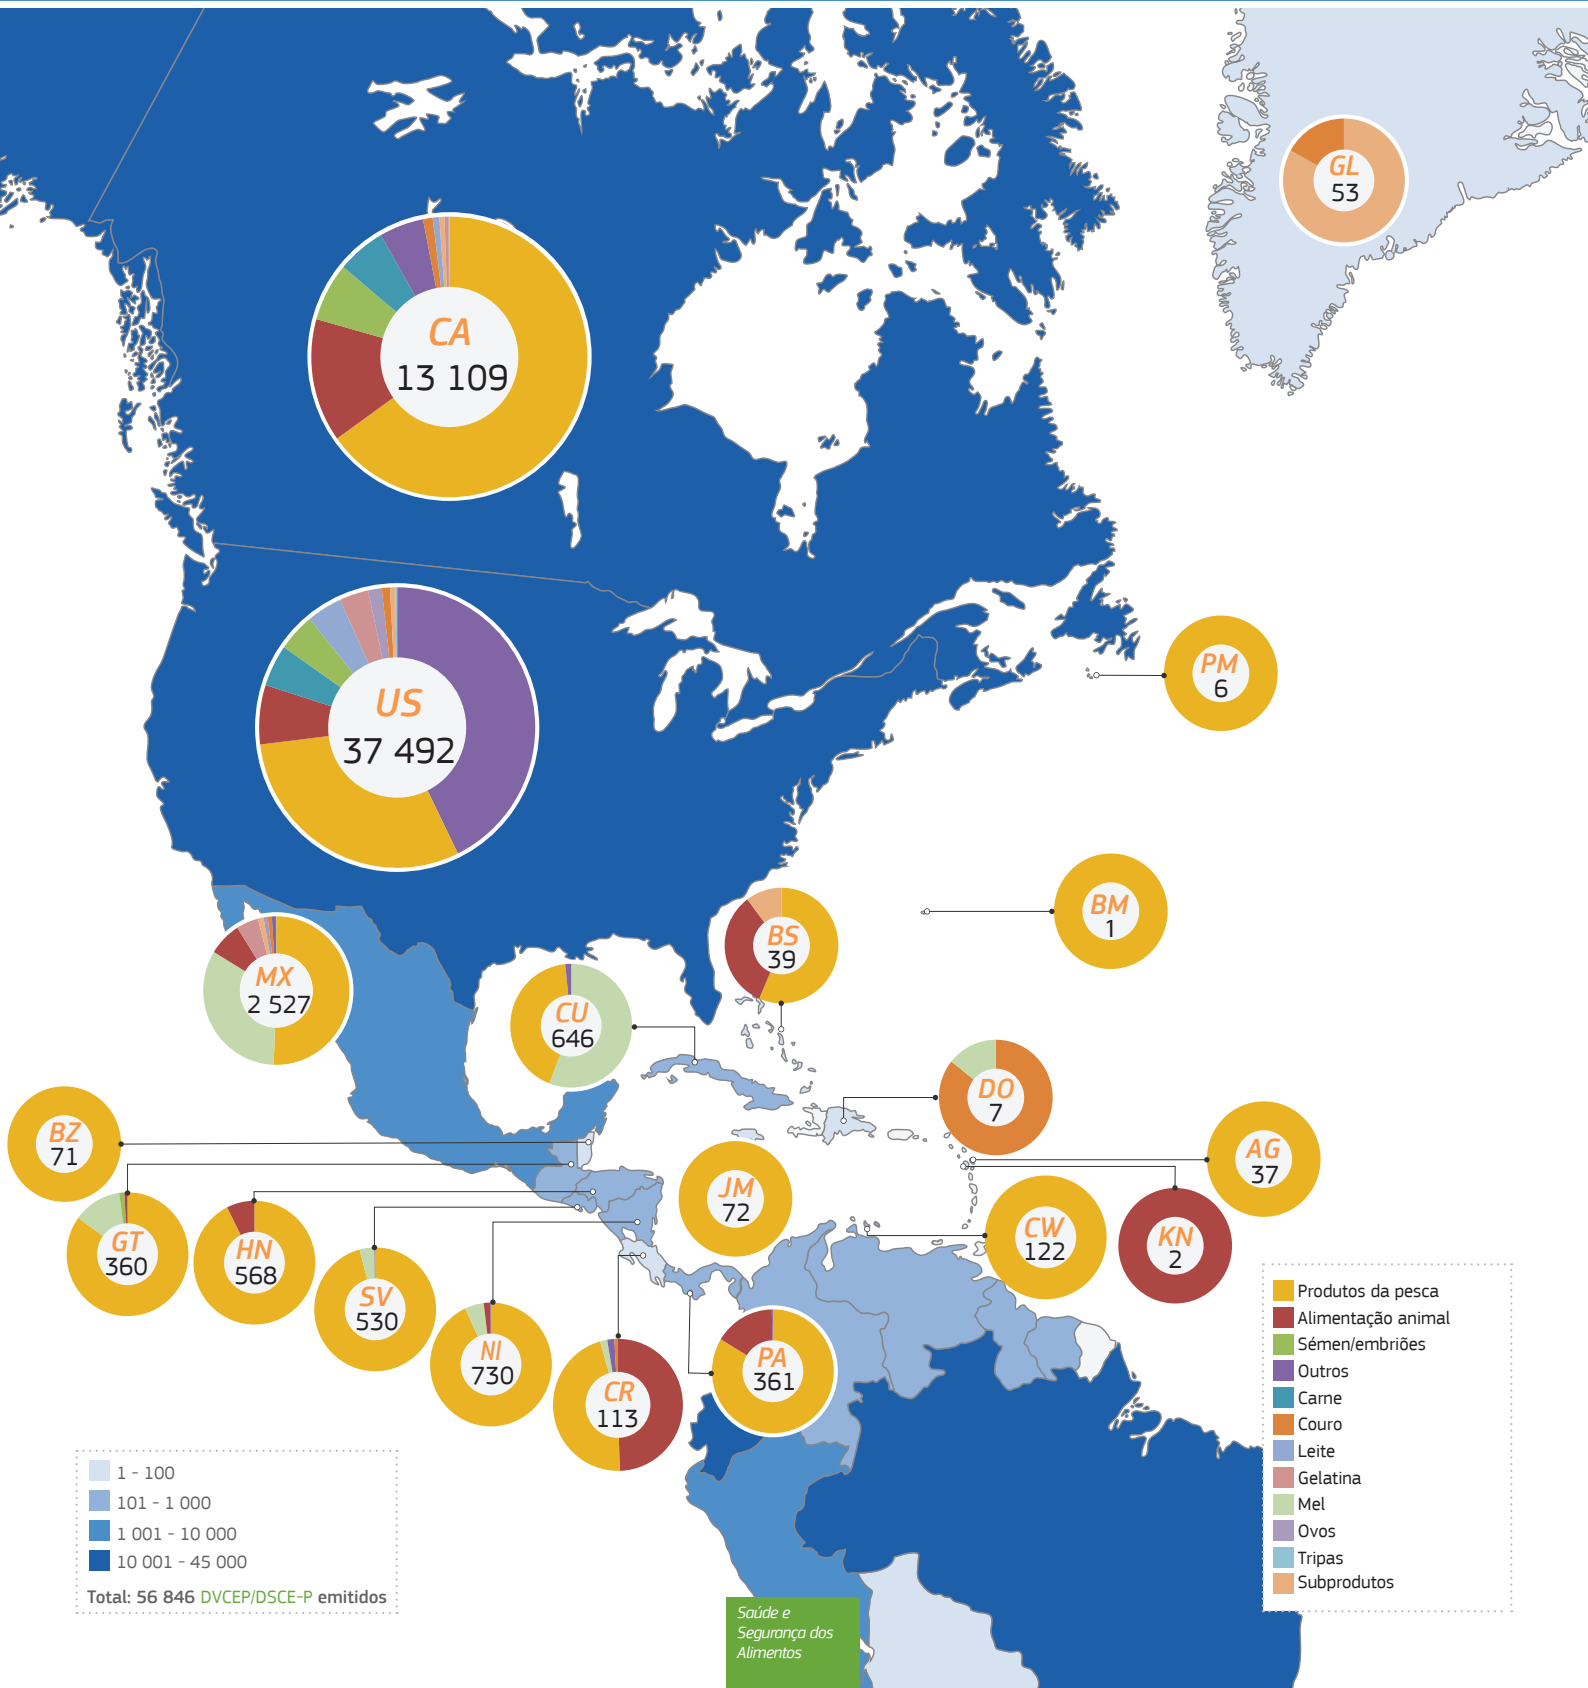 GL
53
CA
13 109
US
37 492
PM
6
BM
1
BS
39
MX
2 527
CU
646
DO
7
BZ
71
AG
37
JM
72
CW
122
KN
2
GT
360
HN
568
SV
530
NI
730
CR
113
PA
361
Produtos da pesca
Alimentação animal
Sémen/embriões
Outros
Carne
Couro
Leite
Gelatina
Mel
Ovos
Tripas
Subprodutos
1 - 100
101 - 1 000
1 001 - 10 000
10 001 - 45 000
Total: 56 846 DVCEP/DSCE-P emitidos
Saúde e
Segurança dos
Alimentos